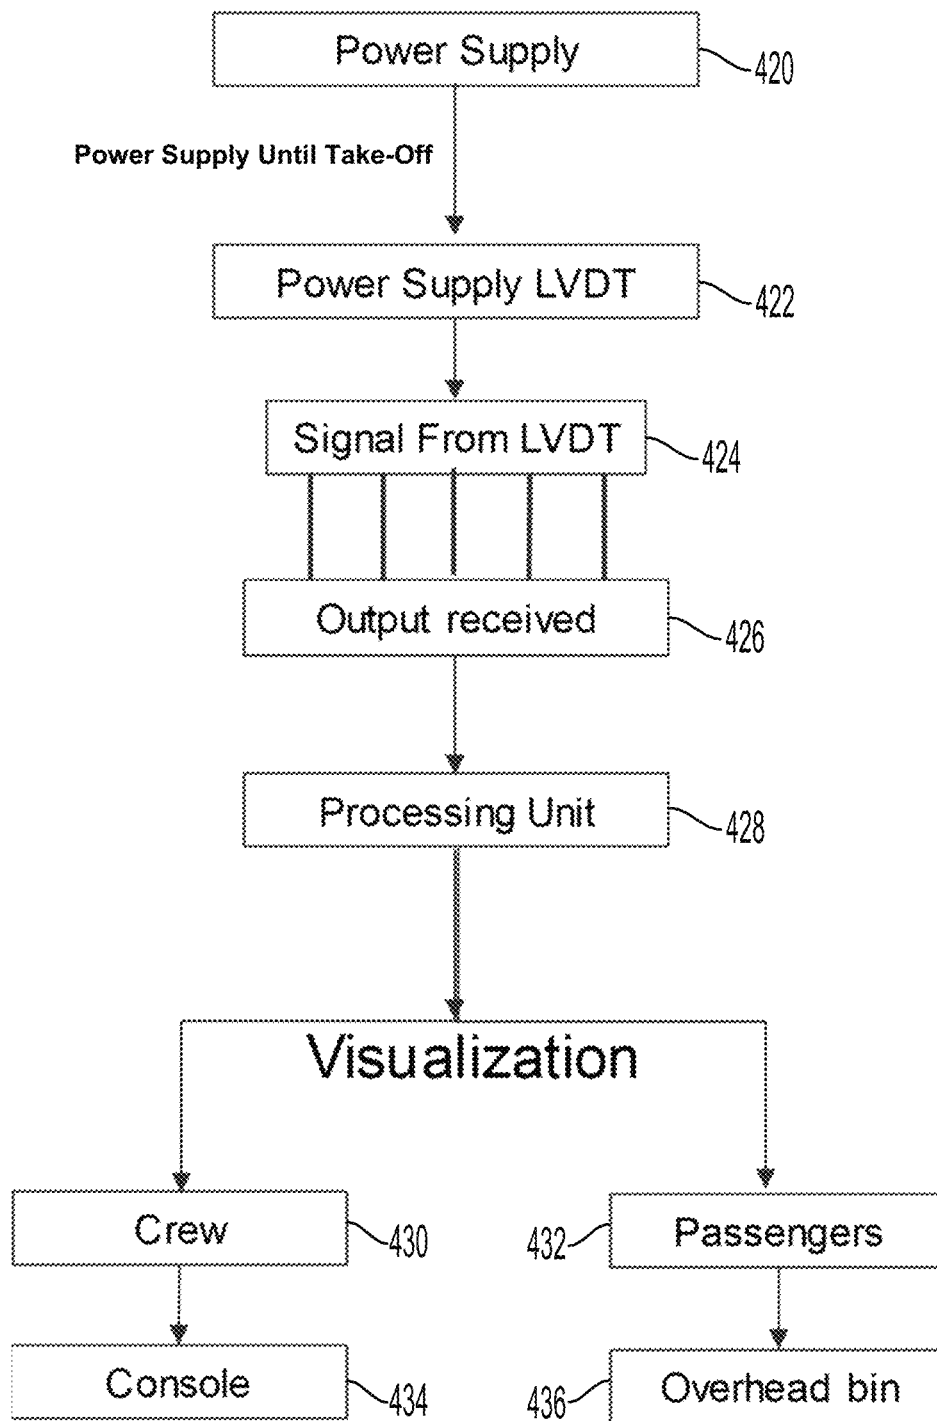 Power Supply
420
Power Supply Until Take-Off
Power Supply LVDT
422
Signal From LVDT
424
Output received
426
Processing Unit
428
Visualization
Crew
430
432
Passengers
Console
434
436
Overhead bin